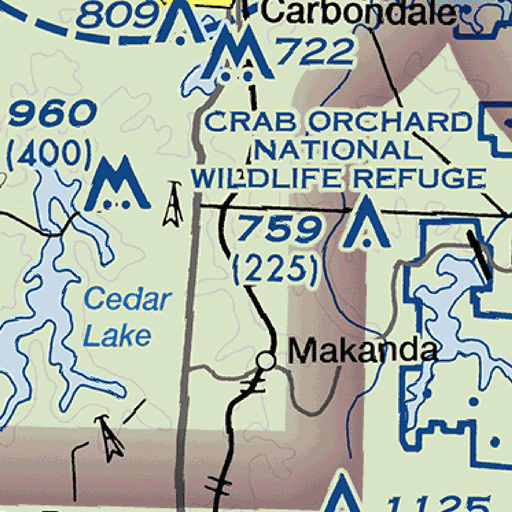 809
Carbondale
722
960
(400)
CRAB ORCHARD
NATIONAL
WILDLIFE REFUGE
759
(225)
Cedar
Lake
Makanda
1125